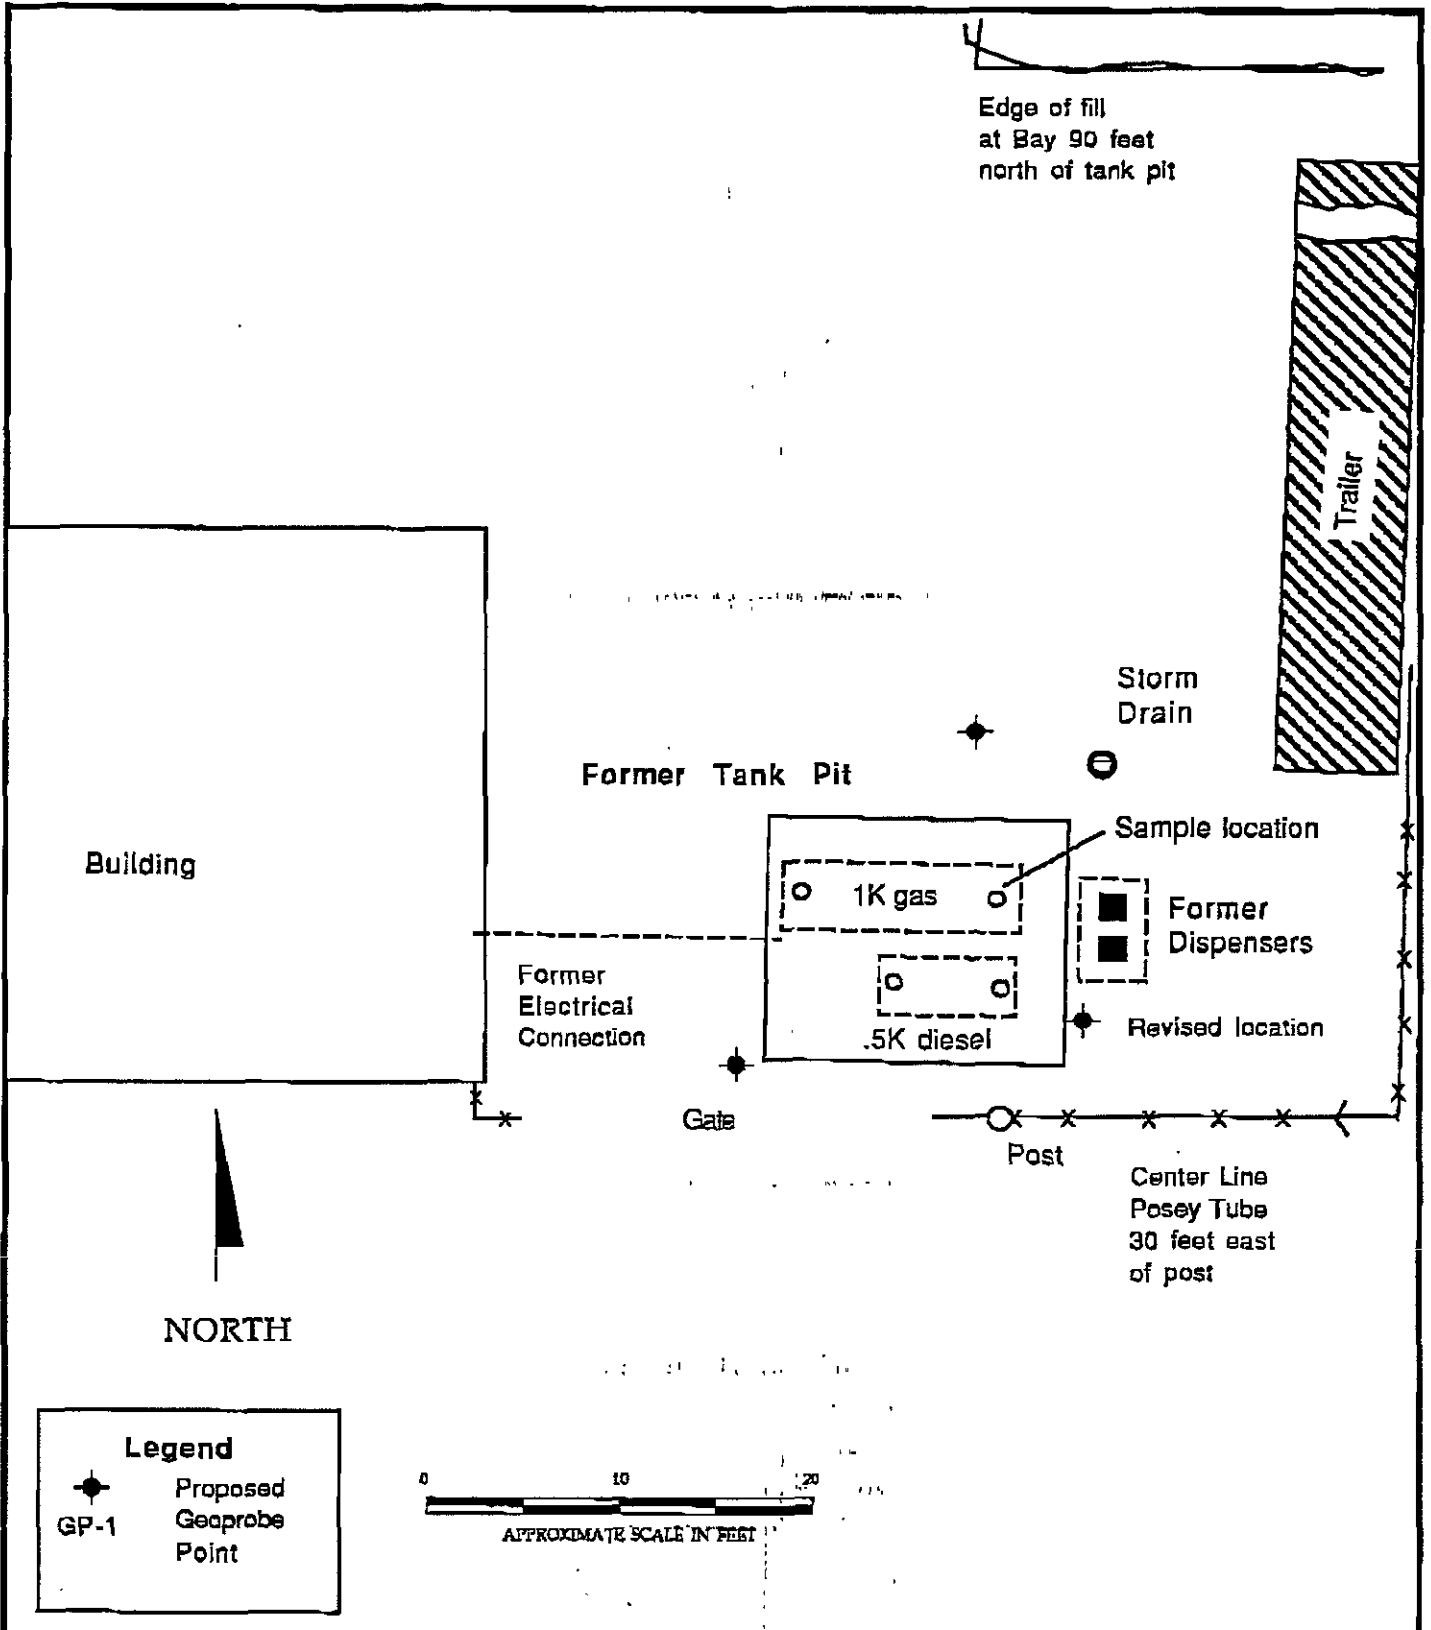 Edge of fill
at Bay 90 feet
north of tank pit
Trailer
Storm
Drain
Former Tank Pit
Sample location
Building
1K gas
Former
Dispensers
Former
Electrical
Connection
.5K diesel
Revised location
Gate
Post
Center Line
Posey Tube
30 feet east
of post
NORTH
Legend
Proposed
GP-1 Geoprobe
Point
0 10 20
APPROXIMATE SCALE IN FEET